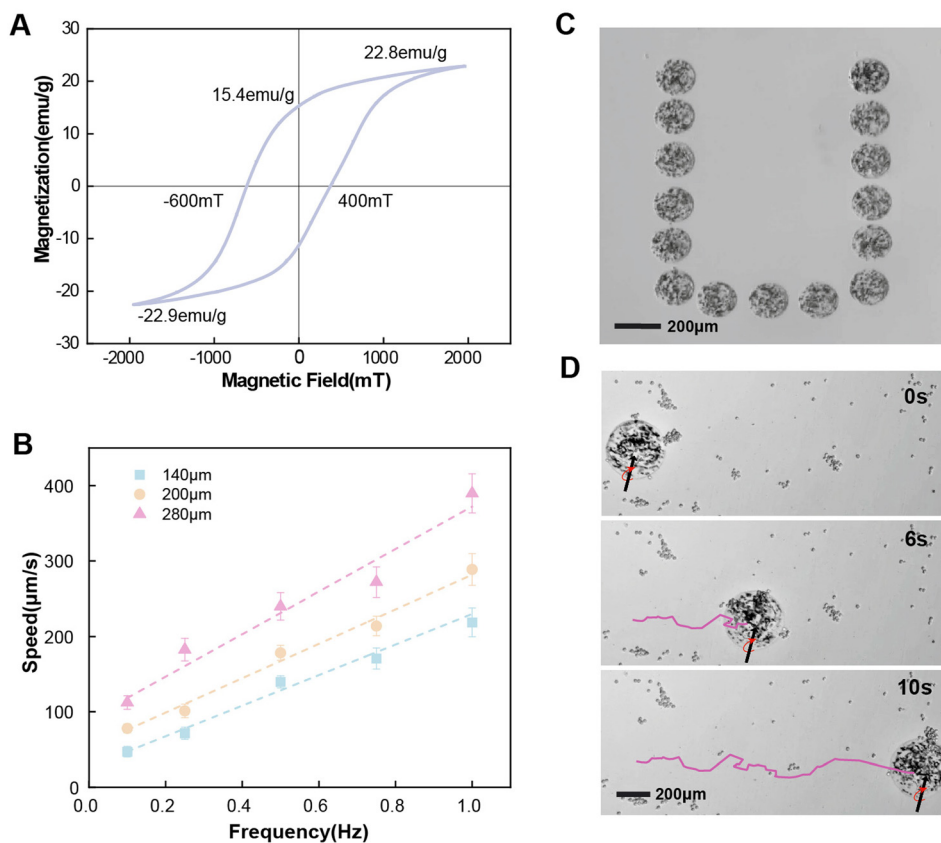 A
30
20
10
0
-10
-20
-30
Magnetization(emu/g)
22.8emu/g
15.4emu/g
-600mT
400mT
-22.9emu/g
-2000
-1000
0
1000
2000
Magnetic Field(mT)
B
140μm
200μm
280μm
400
300
200
100
0
Speed(μm/s)
0.0
0.2
0.4
0.6
0.8
1.0
Frequency(Hz)
C
200μm
D
0s
6s
10s
200μm